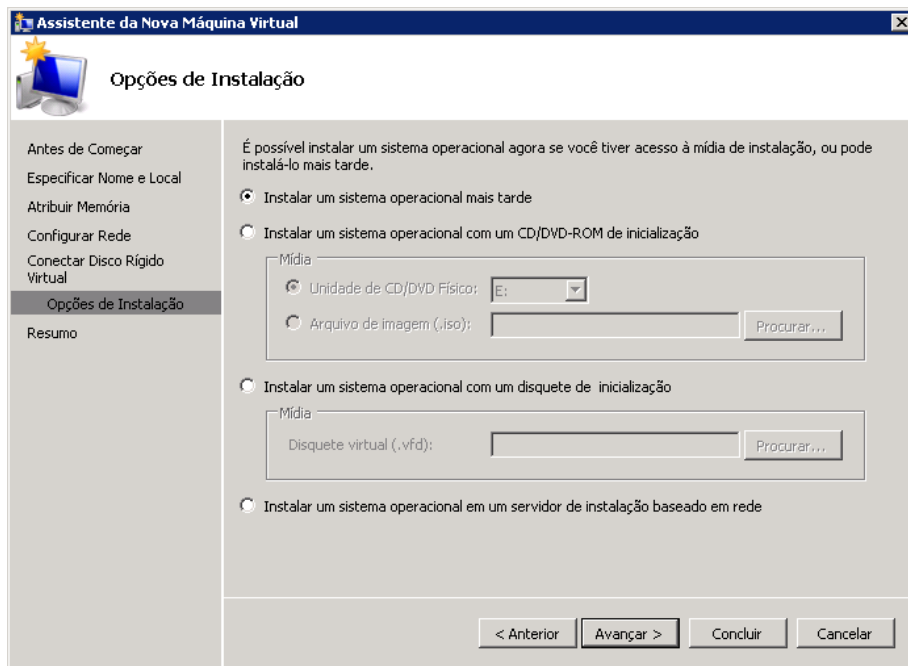 Assistente da Nova Máquina Virtual
Opções de Instalação
Antes de Começar
Especificar Nome e Local
Atribuir Memória
Configurar Rede
Conectar Disco Rígido
Virtual
Opções de Instalação
Resumo
É possível instalar um sistema operacional agora se você tiver acesso à mídia de instalação, ou pode
instalá-lo mais tarde.
Instalar um sistema operacional mais tarde
Instalar um sistema operacional com um CD/DVD-ROM de inicialização
Mídia
Unidade de CD/DVD Físico: E:
Arquivo de imagem (.iso): Procurar...
Instalar um sistema operacional com um disquete de inicialização
Mídia
Disquete virtual (.vfd): Procurar...
Instalar um sistema operacional em um servidor de instalação baseado em rede
< Anterior Avançar > Concluir Cancelar